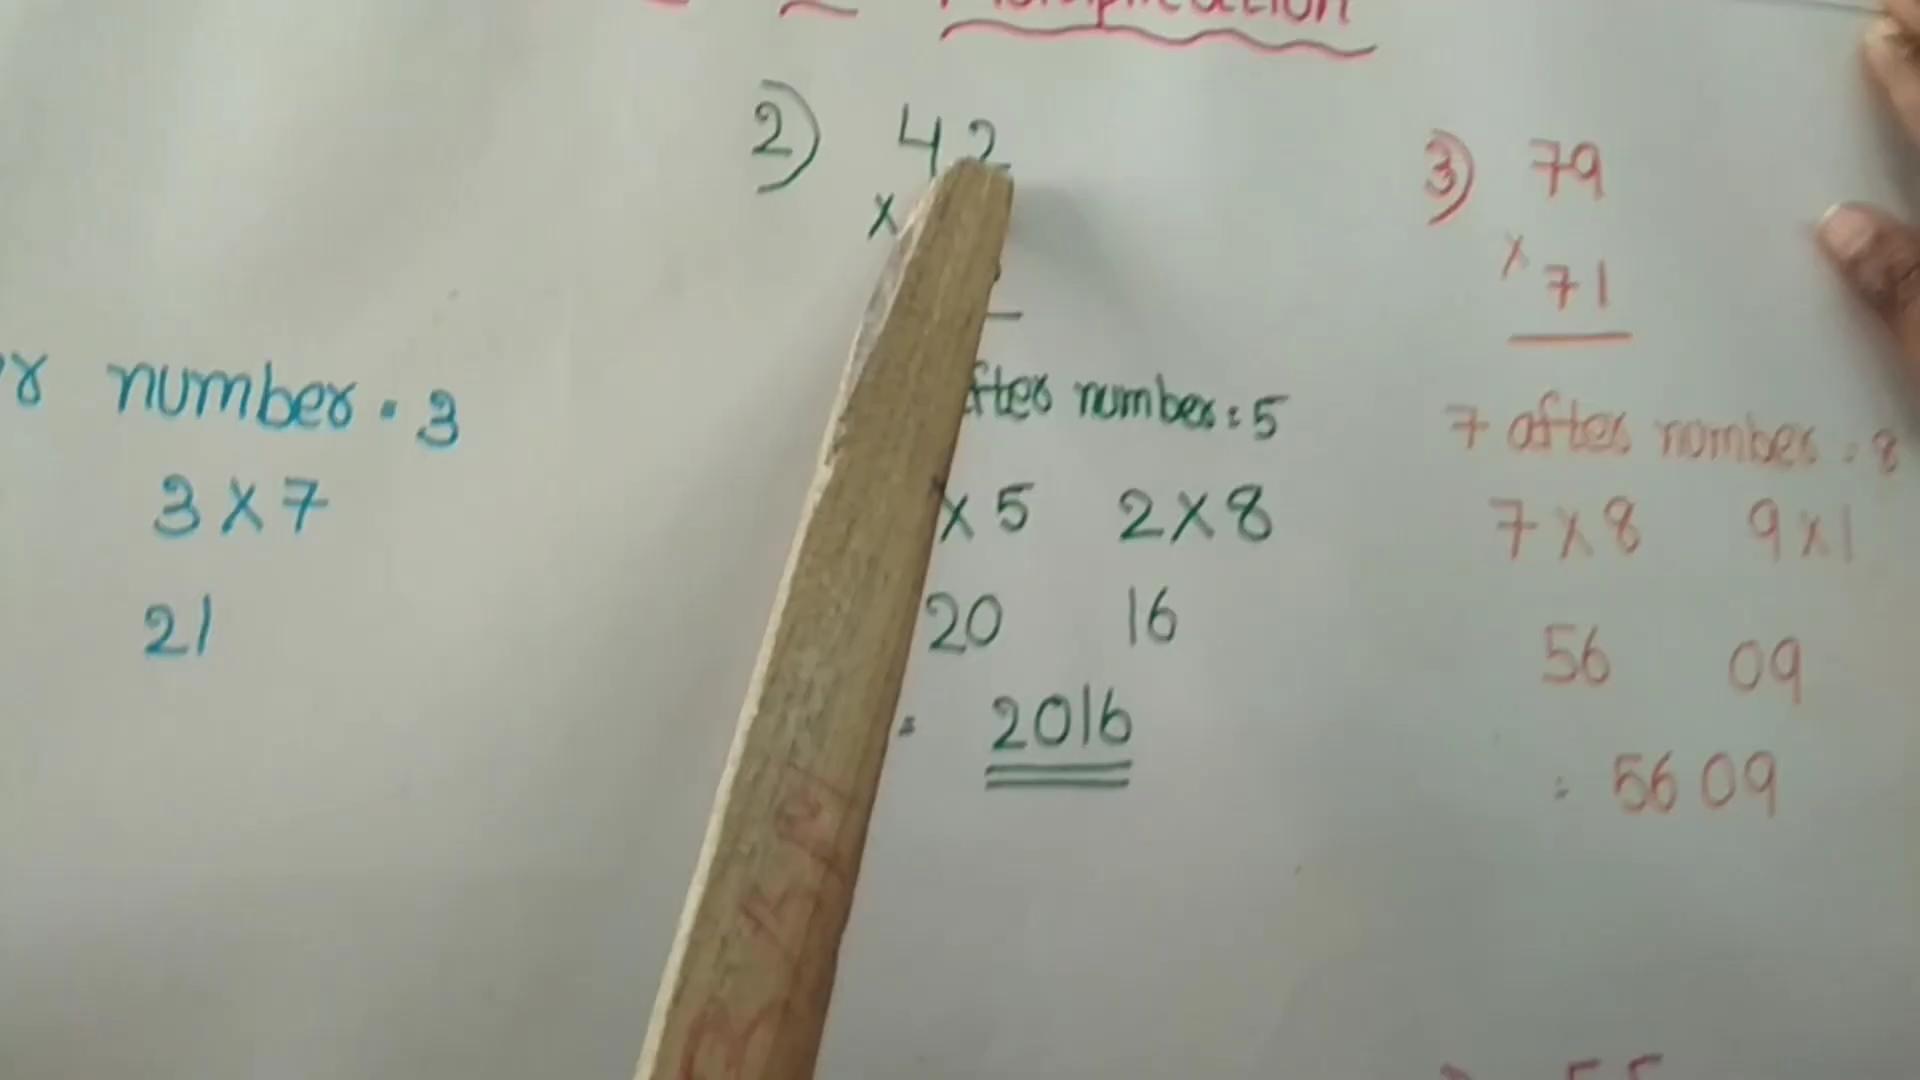 Multiplication
number = 3
3 x 7
21
2) 42
x
after number = 5
x 5 2 x 8
20 16
= 2016
3) 79
x 71
7 after number = 8
7 x 8 9 x 1
56 09
= 5609